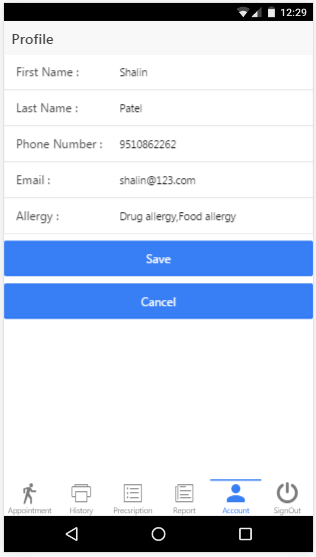 12:29
Profile
First Name : Shalin
Last Name : Patel
Phone Number : 9510862262
Email : shalin@123.com
Allergy : Drug allergy,Food allergy
Save
Cancel
Appointment History Precsription Report Account SignOut